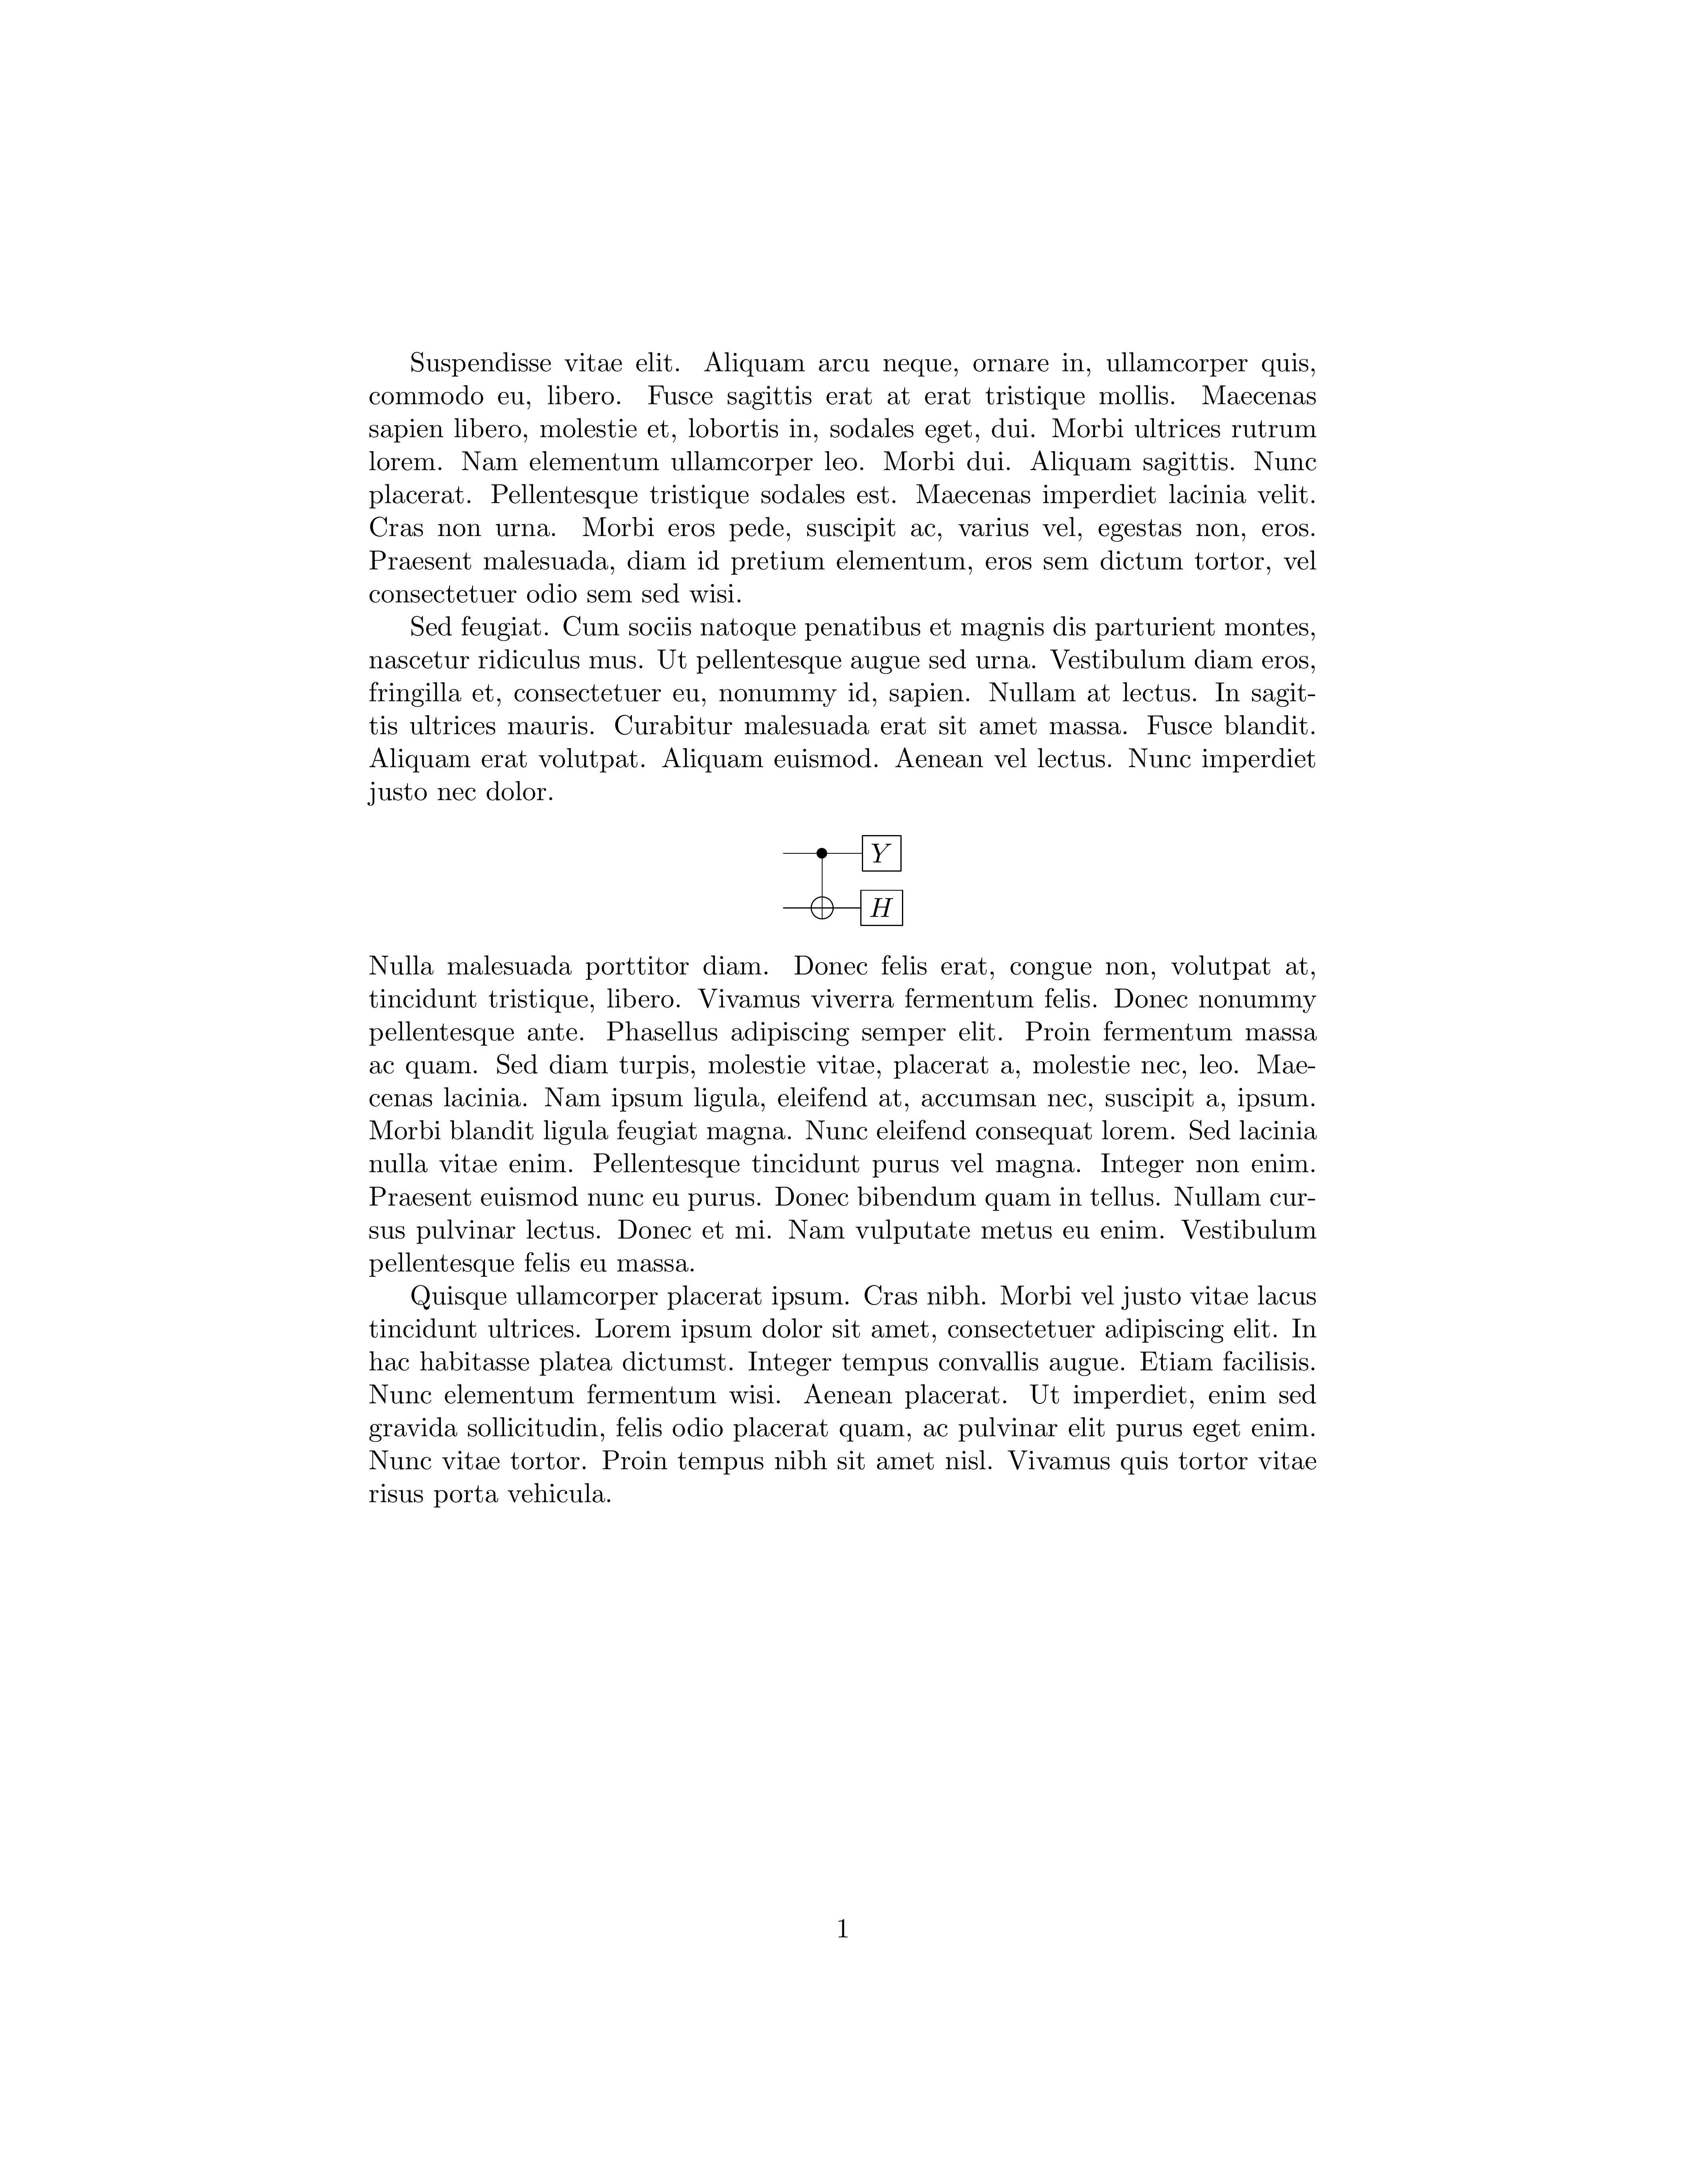 Suspendisse vitae elit. Aliquam arcu neque, ornare in, ullamcorper quis,
commodo eu, libero. Fusce sagittis erat at erat tristique mollis. Maecenas
sapien libero, molestie et, lobortis in, sodales eget, dui. Morbi ultrices rutrum
lorem. Nam elementum ullamcorper leo. Morbi dui. Aliquam sagittis. Nunc
placerat. Pellentesque tristique sodales est. Maecenas imperdiet lacinia velit.
Cras non urna. Morbi eros pede, suscipit ac, varius vel, egestas non, eros.
Praesent malesuada, diam id pretium elementum, eros sem dictum tortor, vel
consectetuer odio sem sed wisi.
Sed feugiat. Cum sociis natoque penatibus et magnis dis parturient montes,
nascetur ridiculus mus. Ut pellentesque augue sed urna. Vestibulum diam eros,
fringilla et, consectetuer eu, nonummy id, sapien. Nullam at lectus. In sagit-
tis ultrices mauris. Curabitur malesuada erat sit amet massa. Fusce blandit.
Aliquam erat volutpat. Aliquam euismod. Aenean vel lectus. Nunc imperdiet
justo nec dolor.
Y
H
Nulla malesuada porttitor diam. Donec felis erat, congue non, volutpat at,
tincidunt tristique, libero. Vivamus viverra fermentum felis. Donec nonummy
pellentesque ante. Phasellus adipiscing semper elit. Proin fermentum massa
ac quam. Sed diam turpis, molestie vitae, placerat a, molestie nec, leo. Mae-
cenas lacinia. Nam ipsum ligula, eleifend at, accumsan nec, suscipit a, ipsum.
Morbi blandit ligula feugiat magna. Nunc eleifend consequat lorem. Sed lacinia
nulla vitae enim. Pellentesque tincidunt purus vel magna. Integer non enim.
Praesent euismod nunc eu purus. Donec bibendum quam in tellus. Nullam cur-
sus pulvinar lectus. Donec et mi. Nam vulputate metus eu enim. Vestibulum
pellentesque felis eu massa.
Quisque ullamcorper placerat ipsum. Cras nibh. Morbi vel justo vitae lacus
tincidunt ultrices. Lorem ipsum dolor sit amet, consectetuer adipiscing elit. In
hac habitasse platea dictumst. Integer tempus convallis augue. Etiam facilisis.
Nunc elementum fermentum wisi. Aenean placerat. Ut imperdiet, enim sed
gravida sollicitudin, felis odio placerat quam, ac pulvinar elit purus eget enim.
Nunc vitae tortor. Proin tempus nibh sit amet nisl. Vivamus quis tortor vitae
risus porta vehicula.
1